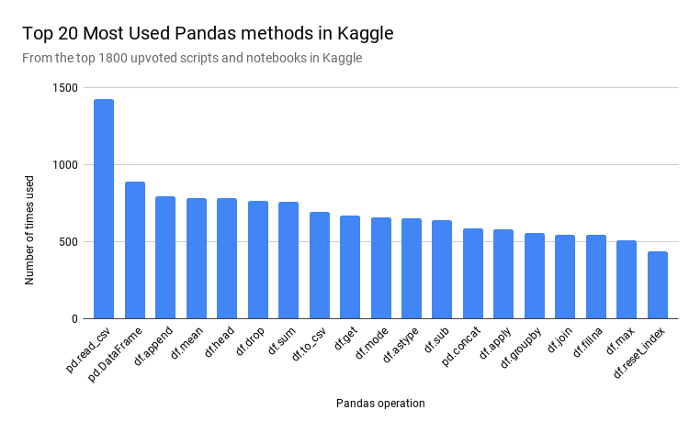 Top 20 Most Used Pandas methods in Kaggle
From the top 1800 upvoted scripts and notebooks in Kaggle
Number of times used
1500
1000
500
0
pd.read_csv
pd.DataFrame
df.append
df.mean
df.head
df.drop
df.sum
df.to_csv
df.get
df.mode
df.astype
df.sub
pd.concat
df.apply
df.groupby
df.join
df.fillna
df.max
df.reset_index
Pandas operation